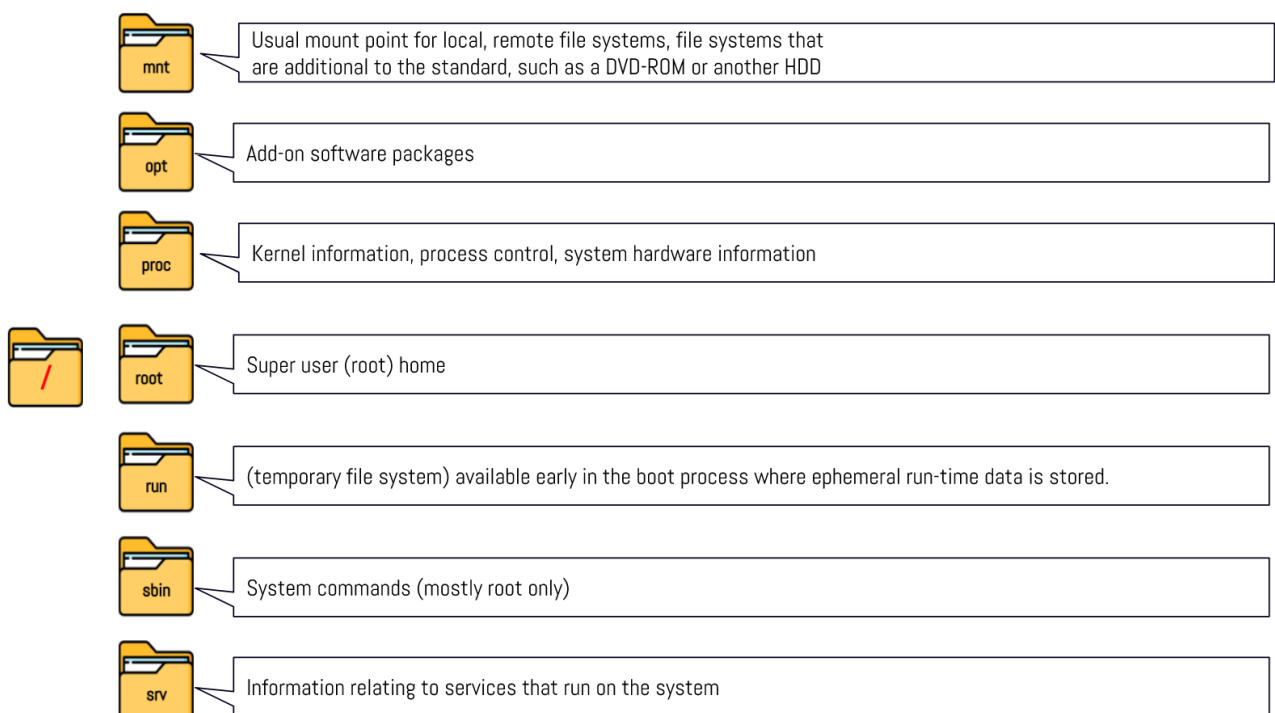 mnt
Usual mount point for local, remote file systems, file systems that
are additional to the standard, such as a DVD-ROM or another HDD
opt
Add-on software packages
proc
Kernel information, process control, system hardware information
/
root
Super user (root) home
run
(temporary file system) available early in the boot process where ephemeral run-time data is stored.
sbin
System commands (mostly root only)
srv
Information relating to services that run on the system